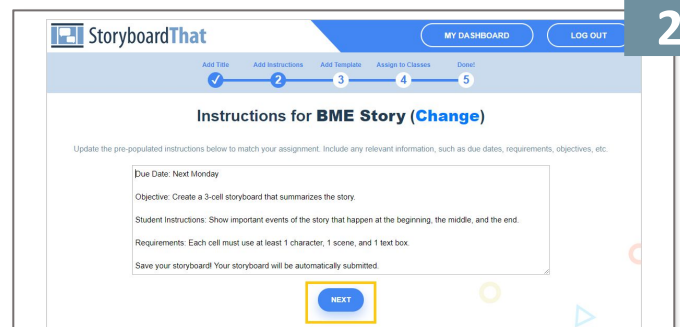 2
StoryboardThat
MY DASHBOARD
LOG OUT
Add Title
Add Instructions
Add Template
Assign to Classes
Done!
2
3
4
5
Instructions for BME Story (Change)
Update the pre-populated instructions below to match your assignment. Include any relevant information, such as due dates, requirements, objectives, etc.
Due Date: Next Monday
Objective: Create a 3-cell storyboard that summarizes the story.
Student Instructions: Show important events of the story that happen at the beginning, the middle, and the end.
Requirements: Each cell must use at least 1 character, 1 scene, and 1 text box.
Save your storyboard! Your storyboard will be automatically submitted.
NEXT